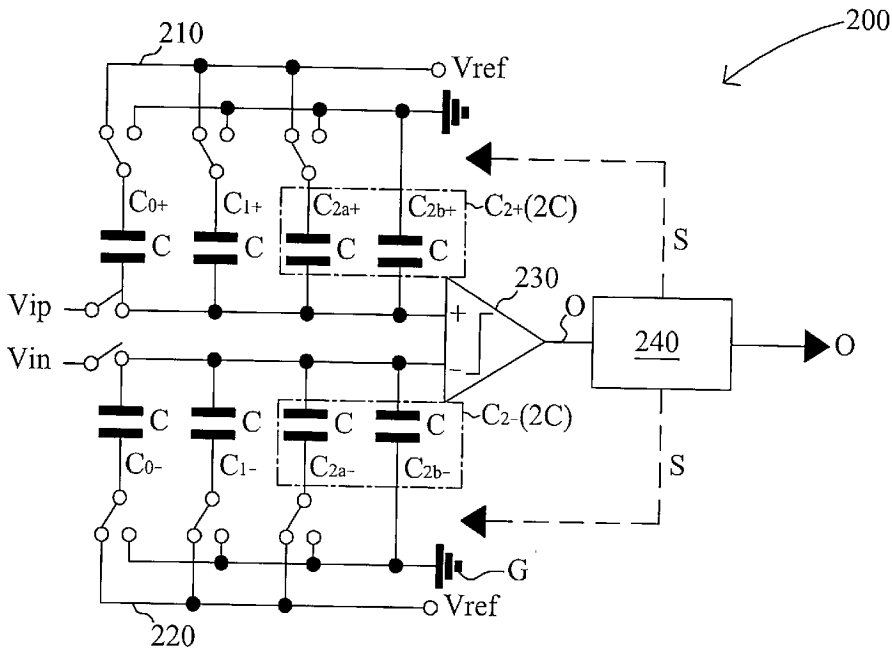 200
210
Vref
C0+
C1+
C2a+
C2b+
C2+(2C)
C
C
C
C
S
230
Vip
+
O
240
O
Vin
-
C
C
C
C
C2-(2C)
C0-
C1-
C2a-
C2b-
S
G
Vref
220